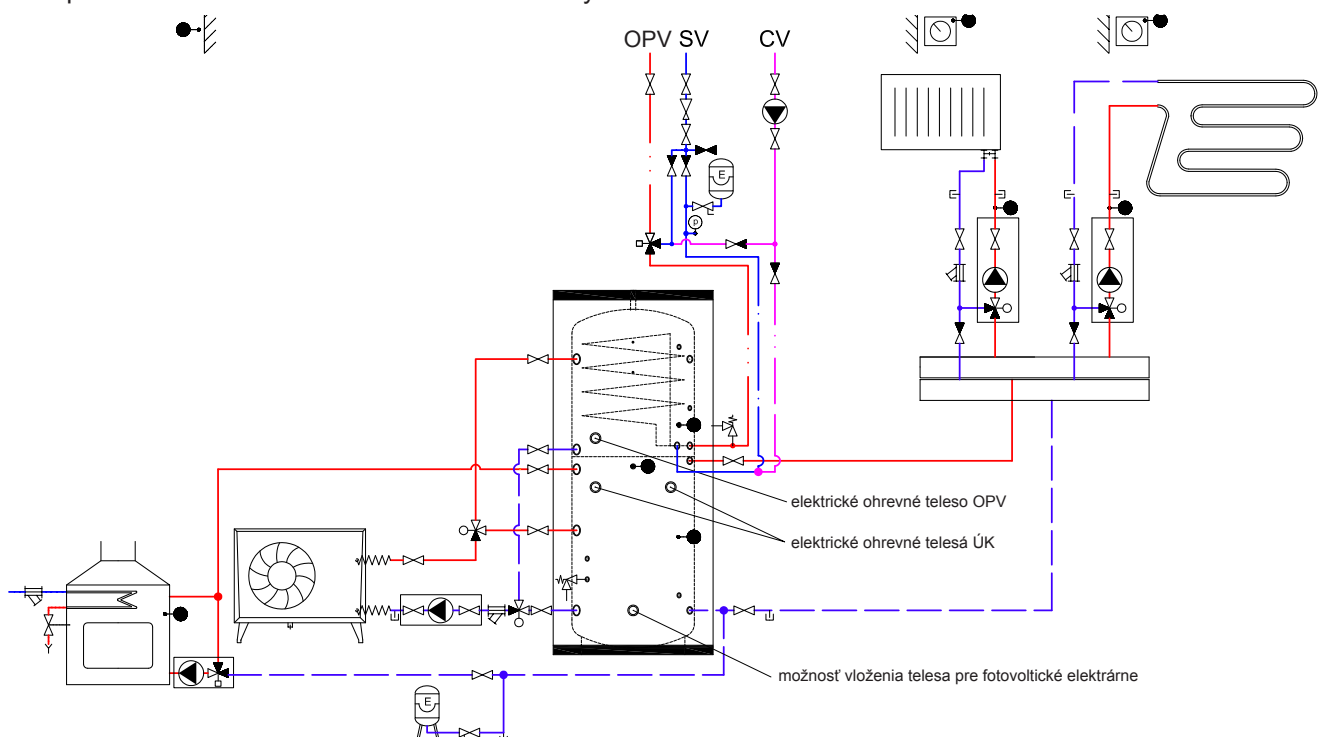 OPV SV CV
E
p
elektrické ohrevné teleso OPV
elektrické ohrevné telesá ÚK
možnosť vloženia telesa pre fotovoltické elektrárne
E